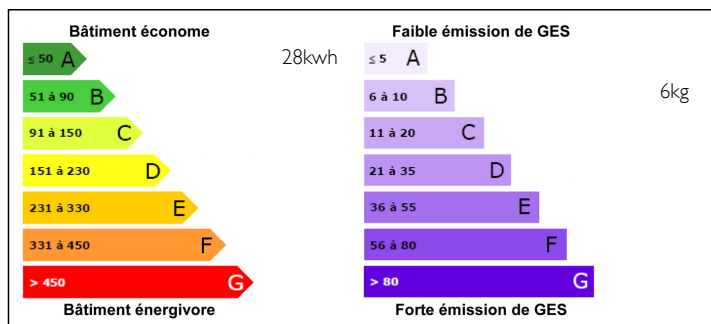 Bâtiment économe
≤ 50 A
28kwh
51 à 90 B
91 à 150 C
151 à 230 D
231 à 330 E
331 à 450 F
> 450 G
Bâtiment énergivore
Faible émission de GES
≤ 5 A
6 à 10 B
6kg
11 à 20 C
21 à 35 D
36 à 55 E
56 à 80 F
> 80 G
Forte émission de GES